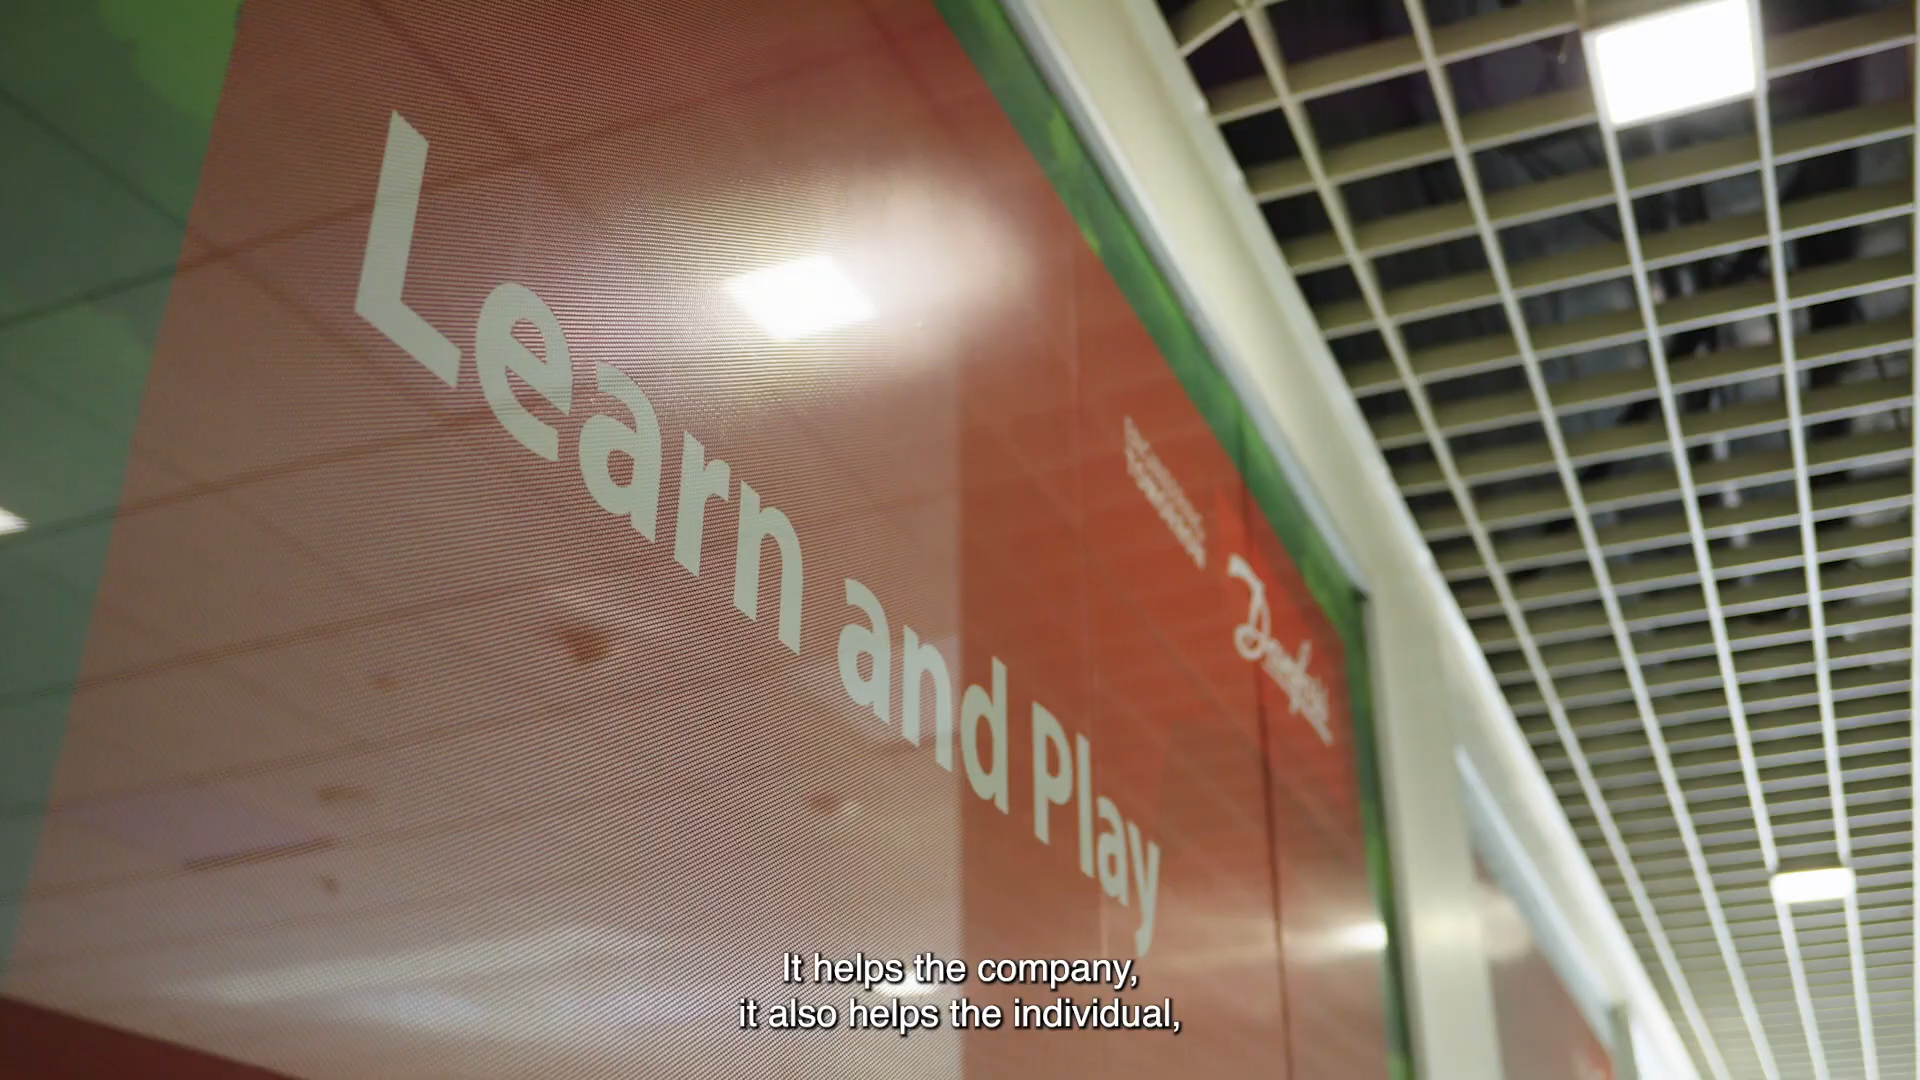 Learn and Play
Danfoss
It helps the company,
it also helps the individual,